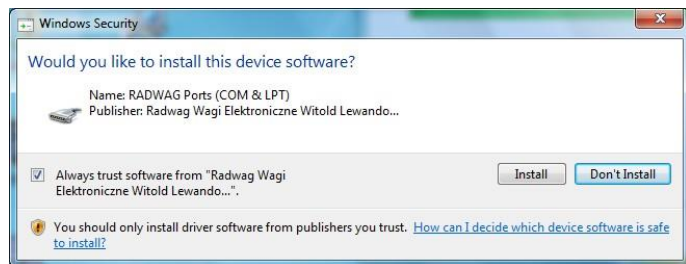 Windows Security
Would you like to install this device software?
Name: RADWAG Ports (COM & LPT)
Publisher: Radwag Wagi Elektroniczne Witold Lewando...
Always trust software from "Radwag Wagi
Elektroniczne Witold Lewando...".
Install
Don't Install
You should only install driver software from publishers you trust. How can I decide which device software is safe
to install?